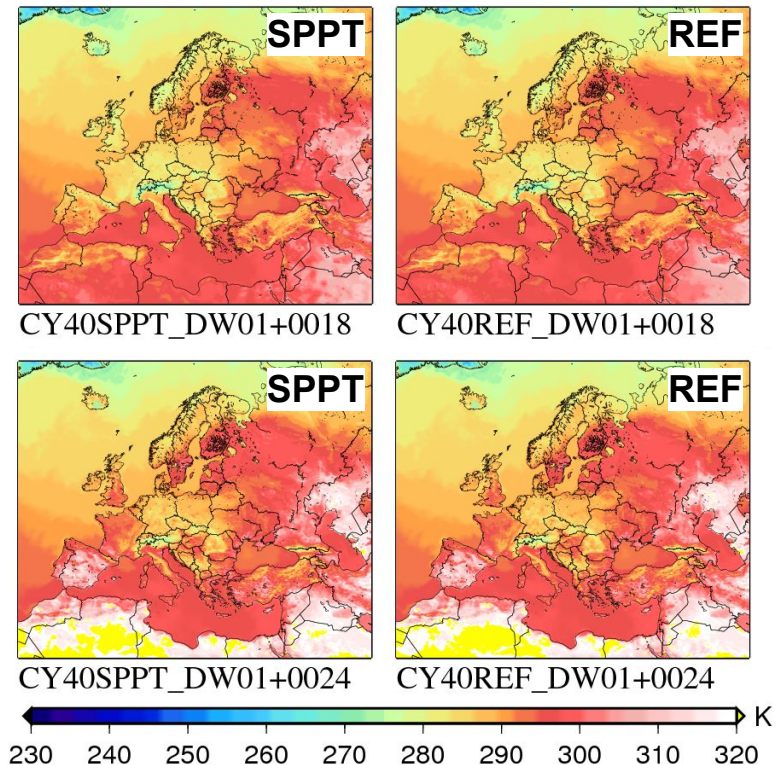 SPPT REF
CY40SPPT_DW01+0018 CY40REF_DW01+0018
SPPT REF
CY40SPPT_DW01+0024 CY40REF_DW01+0024
K
230 240 250 260 270 280 290 300 310 320